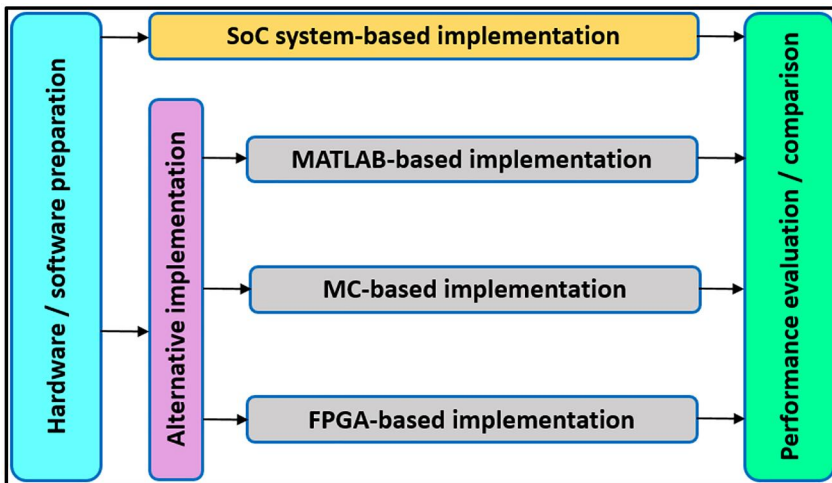 Hardware / software preparation
SoC system-based implementation
Alternative implementation
MATLAB-based implementation
MC-based implementation
FPGA-based implementation
Performance evaluation / comparison